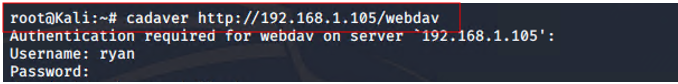 root@Kali:~# cadaver http://192.168.1.105/webdav
Authentication required for webdav on server `192.168.1.105':
Username: ryan
Password: